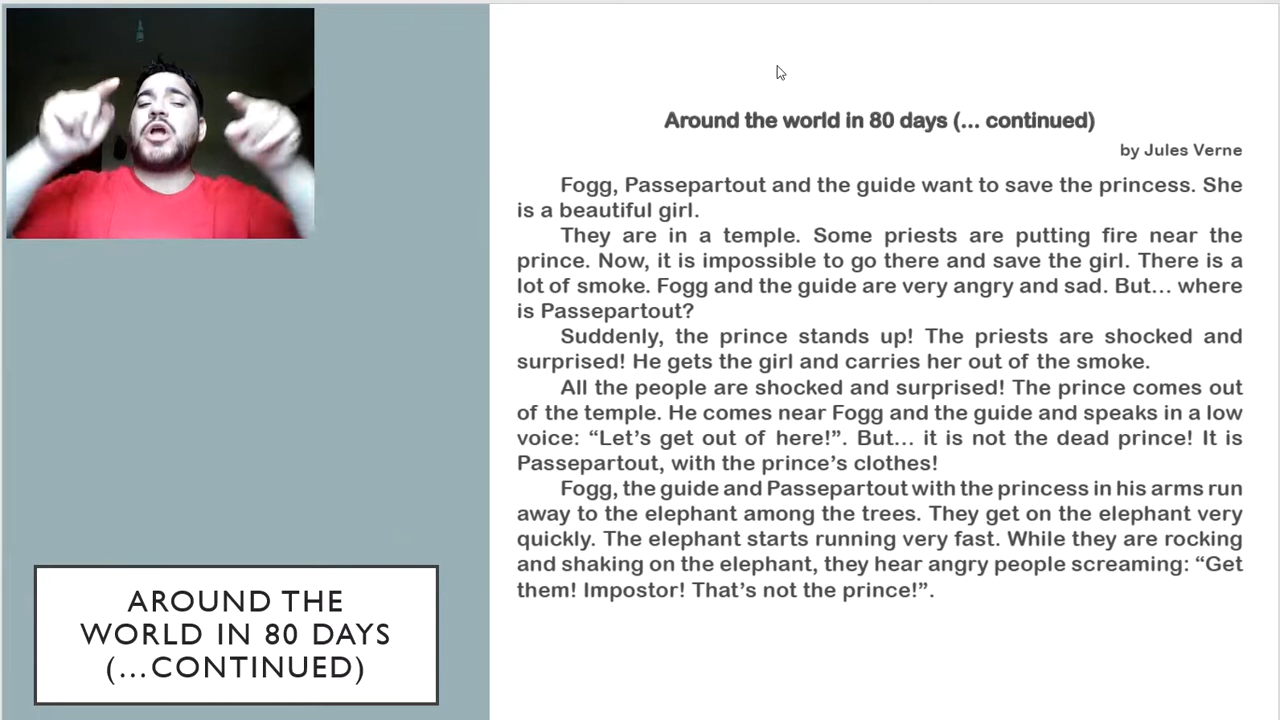 Around the world in 80 days (... continued)
by Jules Verne
Fogg, Passepartout and the guide want to save the princess. She
is a beautiful girl.
They are in a temple. Some priests are putting fire near the
prince. Now, it is impossible to go there and save the girl. There is a
lot of smoke. Fogg and the guide are very angry and sad. But... where
is Passepartout?
Suddenly, the prince stands up! The priests are shocked and
surprised! He gets the girl and carries her out of the smoke.
All the people are shocked and surprised! The prince comes out
of the temple. He comes near Fogg and the guide and speaks in a low
voice: “Let’s get out of here!”. But... it is not the dead prince! It is
Passepartout, with the prince’s clothes!
Fogg, the guide and Passepartout with the princess in his arms run
away to the elephant among the trees. They get on the elephant very
quickly. The elephant starts running very fast. While they are rocking
and shaking on the elephant, they hear angry people screaming: “Get
them! Impostor! That’s not the prince!”.
AROUND THE
WORLD IN 80 DAYS
(...CONTINUED)